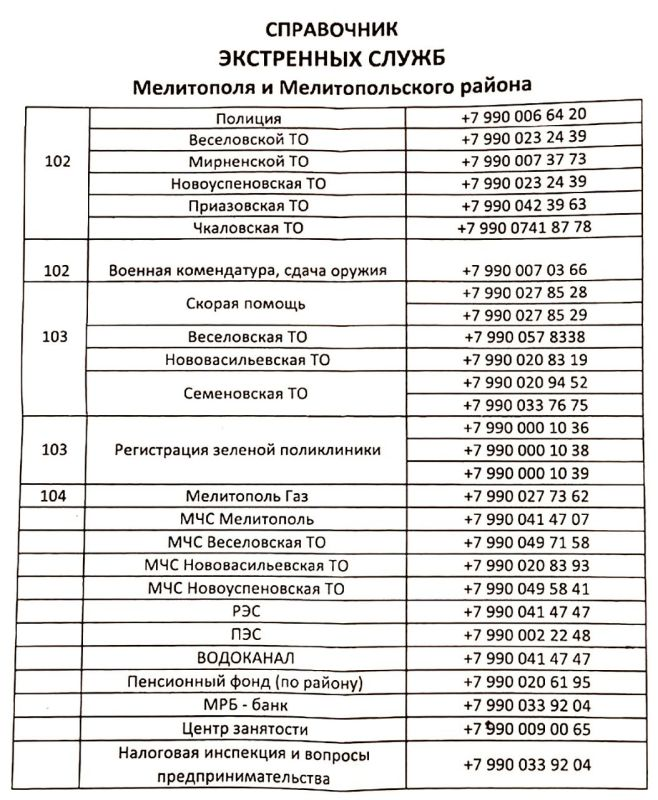 СПРАВОЧНИК
ЭКСТРЕННЫХ СЛУЖБ
Мелитополя и Мелитопольского района
102
Полиция +7 990 006 64 20
Веселовской ТО +7 990 023 24 39
Мирненской ТО +7 990 007 37 73
Новоуспеновская ТО +7 990 023 24 39
Приазовская ТО +7 990 042 39 63
Чкаловская ТО +7 990 0741 87 78
102 Военная комендатура, сдача оружия +7 990 007 03 66
103
Скорая помощь
+7 990 027 85 28
+7 990 027 85 29
Веселовская ТО +7 990 057 8338
Нововасильевская ТО +7 990 020 83 19
Семеновская ТО
+7 990 020 94 52
+7 990 033 76 75
103 Регистрация зеленой поликлиники
+7 990 000 10 36
+7 990 000 10 38
+7 990 000 10 39
104 Мелитополь Газ +7 990 027 73 62
МЧС Мелитополь +7 990 041 47 07
МЧС Веселовская ТО +7 990 049 71 58
МЧС Нововасильевская ТО +7 990 020 83 93
МЧС Новоуспеновская ТО +7 990 049 58 41
РЭС +7 990 041 47 47
ПЭС +7 990 002 22 48
ВОДОКАНАЛ +7 990 041 47 47
Пенсионный фонд (по району) +7 990 020 61 95
МРБ - банк +7 990 033 92 04
Центр занятости +7 990 009 00 65
Налоговая инспекция и вопросы
предпринимательства +7 990 033 92 04